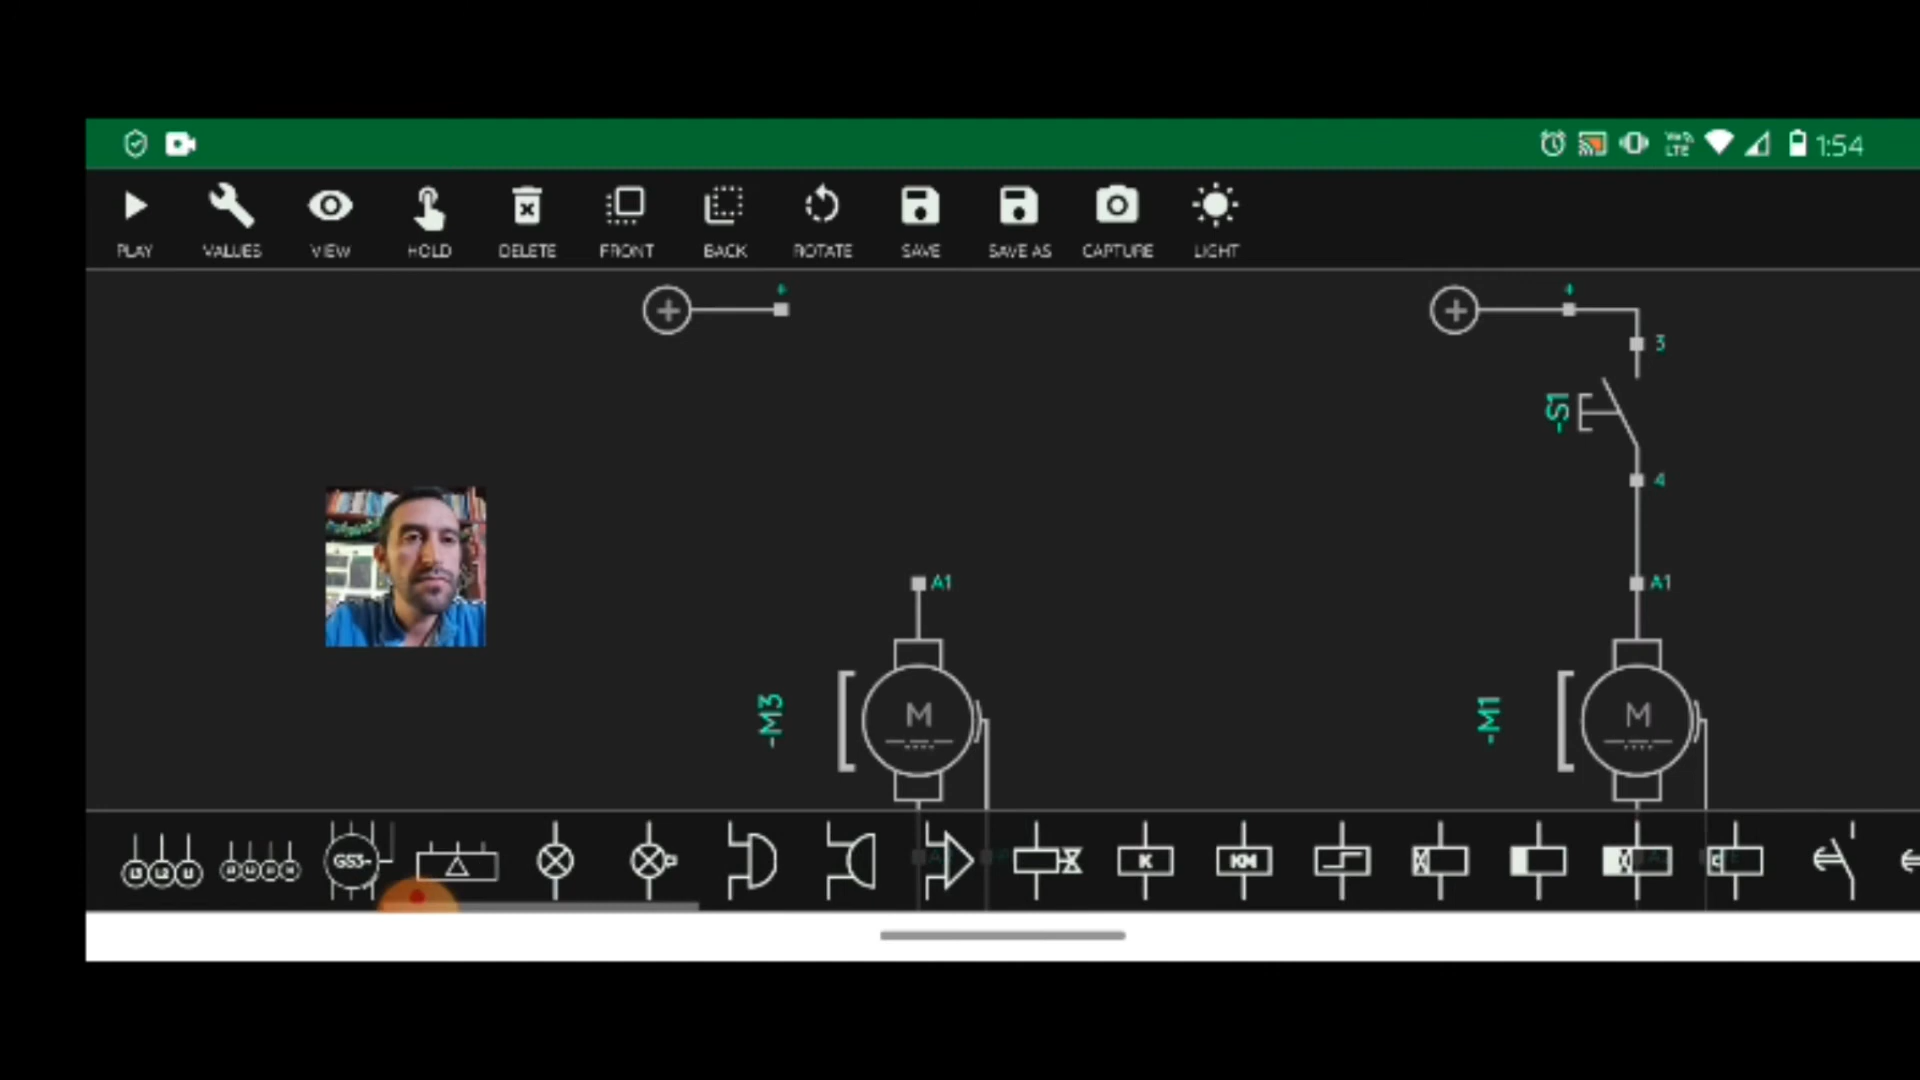 1:54
PLAY VALUES VIEW HOLD DELETE FRONT BACK ROTATE SAVE SAVE AS CAPTURE LIGHT
+ +
3
-S1
4
A1 A1
-M3 M -M1 M
GS3~ K KM